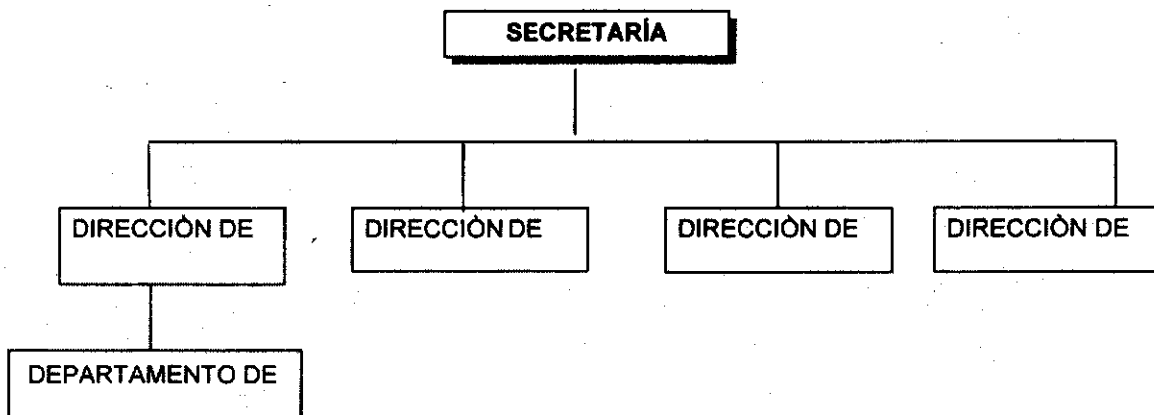 SECRETARÍA
DIRECCIÒN DE
DIRECCIÒN DE
DIRECCIÒN DE
DIRECCIÒN DE
DEPARTAMENTO DE